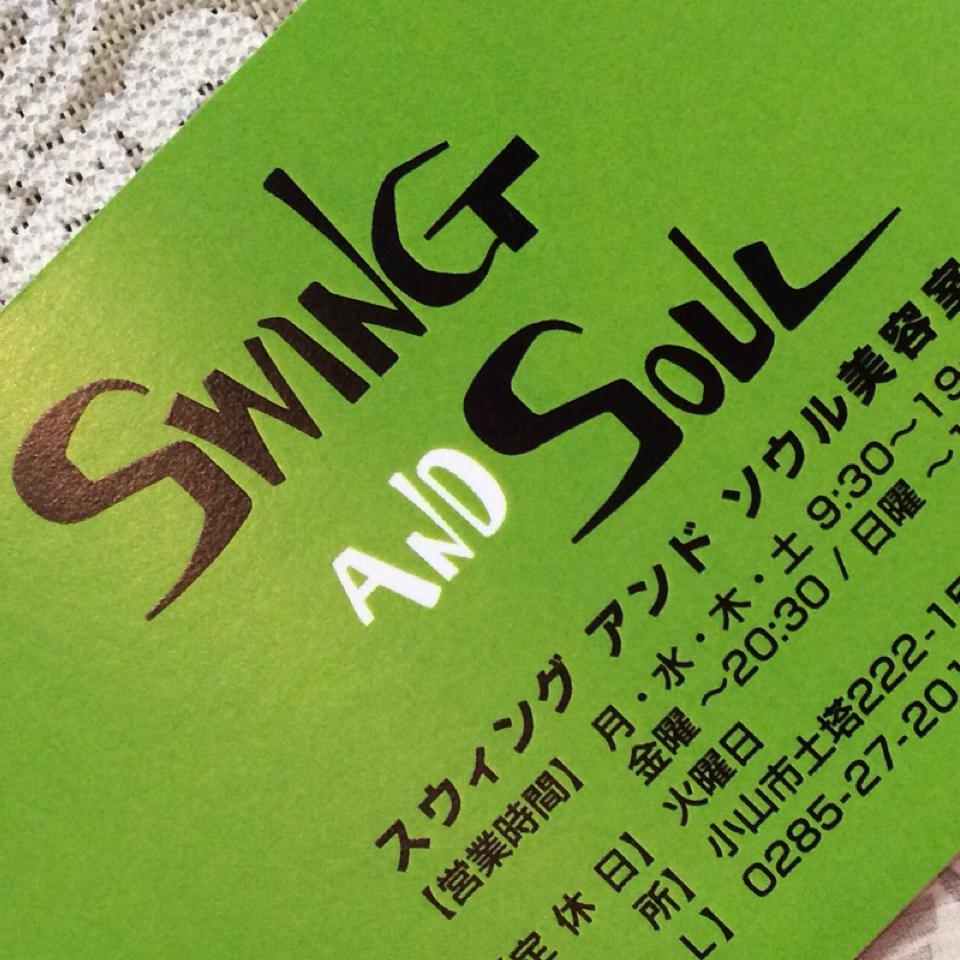 SWING
AND SOUL
スウィング アンド ソウル美容室
【営業時間】 月・水・木・土 9:30〜19
金曜 〜20:30 / 日曜 〜
定 休 日】 火曜日
所】 小山市土塔222-15
L】 0285-27-201